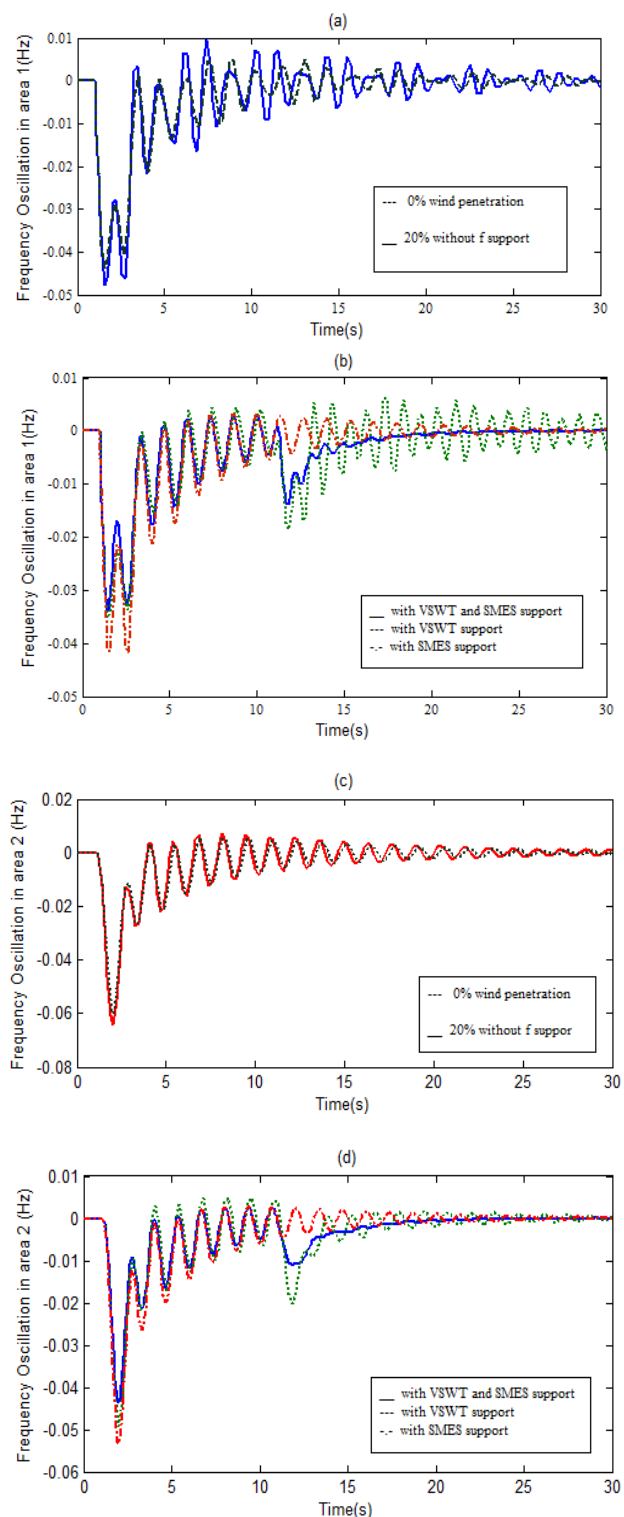 (a)
Frequency Oscillation in area 1(Hz)
0.01
0
-0.01
-0.02
-0.03
-0.04
-0.05
0% wind penetration
20% without f support
0 5 10 15 20 25 30
Time(s)
(b)
Frequency Oscillation in area 1(Hz)
0.01
0
-0.01
-0.02
-0.03
-0.04
-0.05
with VSWT and SMES support
with VSWT support
with SMES support
0 5 10 15 20 25 30
Time(s)
(c)
Frequency Oscillation in area 2 (Hz)
0.02
0
-0.02
-0.04
-0.06
-0.08
0% wind penetration
20% without f suppor
0 5 10 15 20 25 30
Time(s)
(d)
Frequency Oscillation in area 2 (Hz)
0.01
0
-0.01
-0.02
-0.03
-0.04
-0.05
-0.06
with VSWT and SMES support
with VSWT support
with SMES support
0 5 10 15 20 25 30
Time(s)